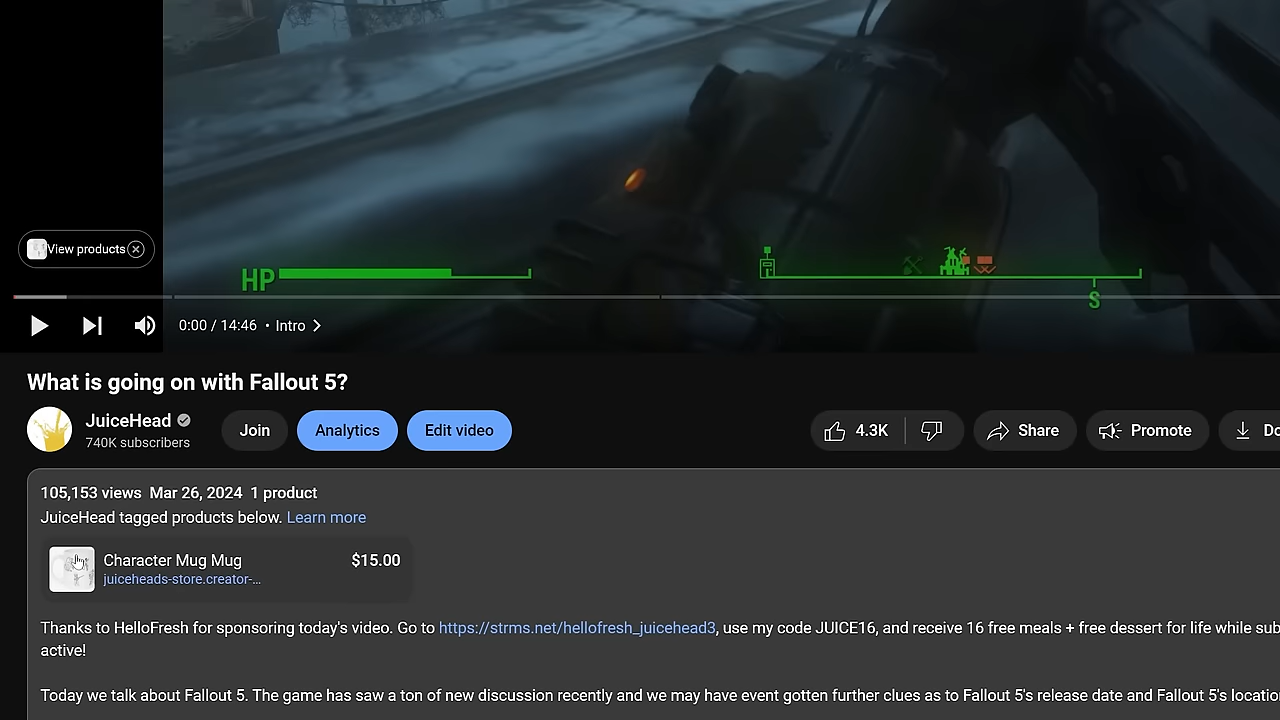 View products
HP
S
0:00 / 14:46 • Intro
What is going on with Fallout 5?
JuiceHead
740K subscribers
Join
Analytics
Edit video
4.3K
Share
Promote
105,153 views Mar 26, 2024 1 product
JuiceHead tagged products below. Learn more
Character Mug Mug
$15.00
juiceheads-store.creator-...
Thanks to HelloFresh for sponsoring today's video. Go to https://strms.net/hellofresh_juicehead3, use my code JUICE16, and receive 16 free meals + free dessert for life while sub
active!
Today we talk about Fallout 5. The game has saw a ton of new discussion recently and we may have event gotten further clues as to Fallout 5's release date and Fallout 5's locatio